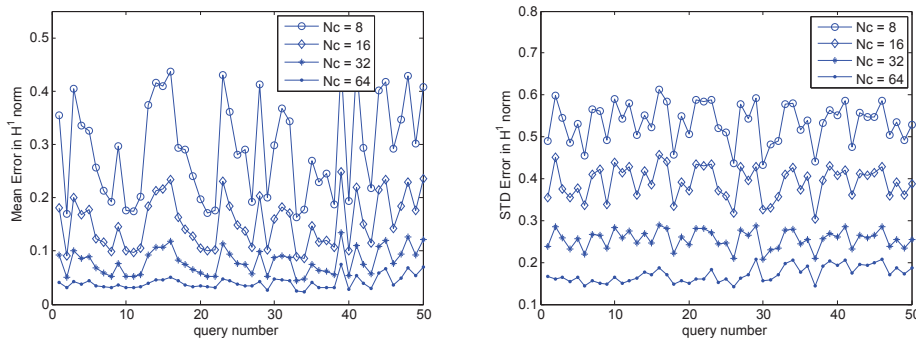 Mean Error in H¹ norm
0.5
0.4
0.3
0.2
0.1
0
0 10 20 30 40 50
query number
Nc = 8
Nc = 16
Nc = 32
Nc = 64
STD Error in H¹ norm
0.8
0.7
0.6
0.5
0.4
0.3
0.2
0.1
0 10 20 30 40 50
query number
Nc = 8
Nc = 16
Nc = 32
Nc = 64